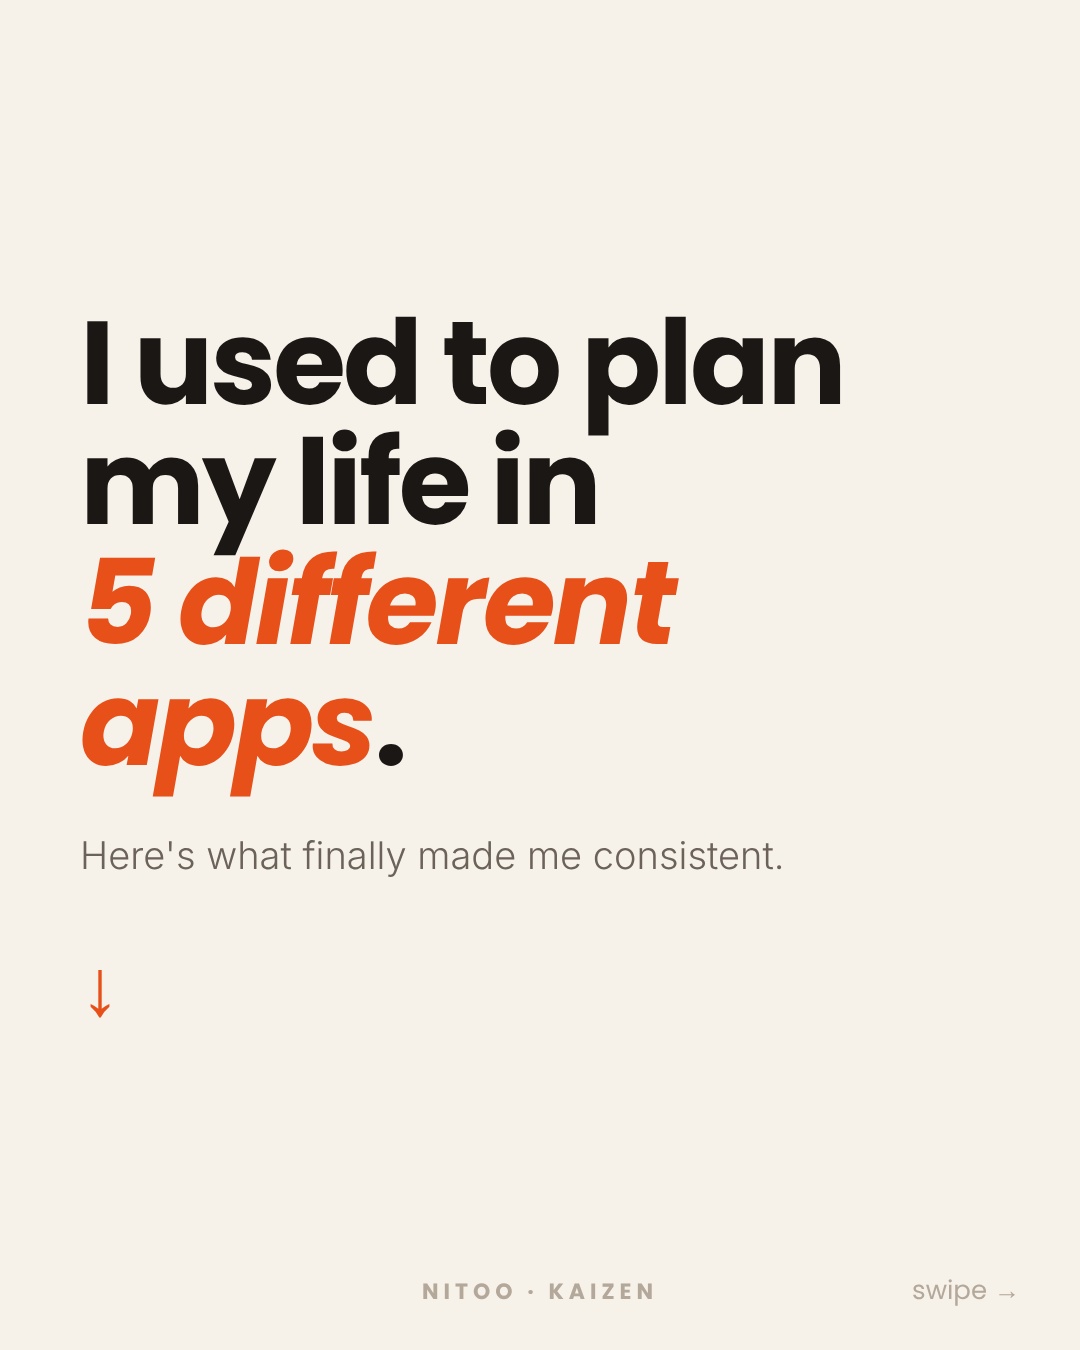 I used to plan
my life in
5 different
apps.
Here's what finally made me consistent.
↓
NITOO · KAIZEN
swipe →